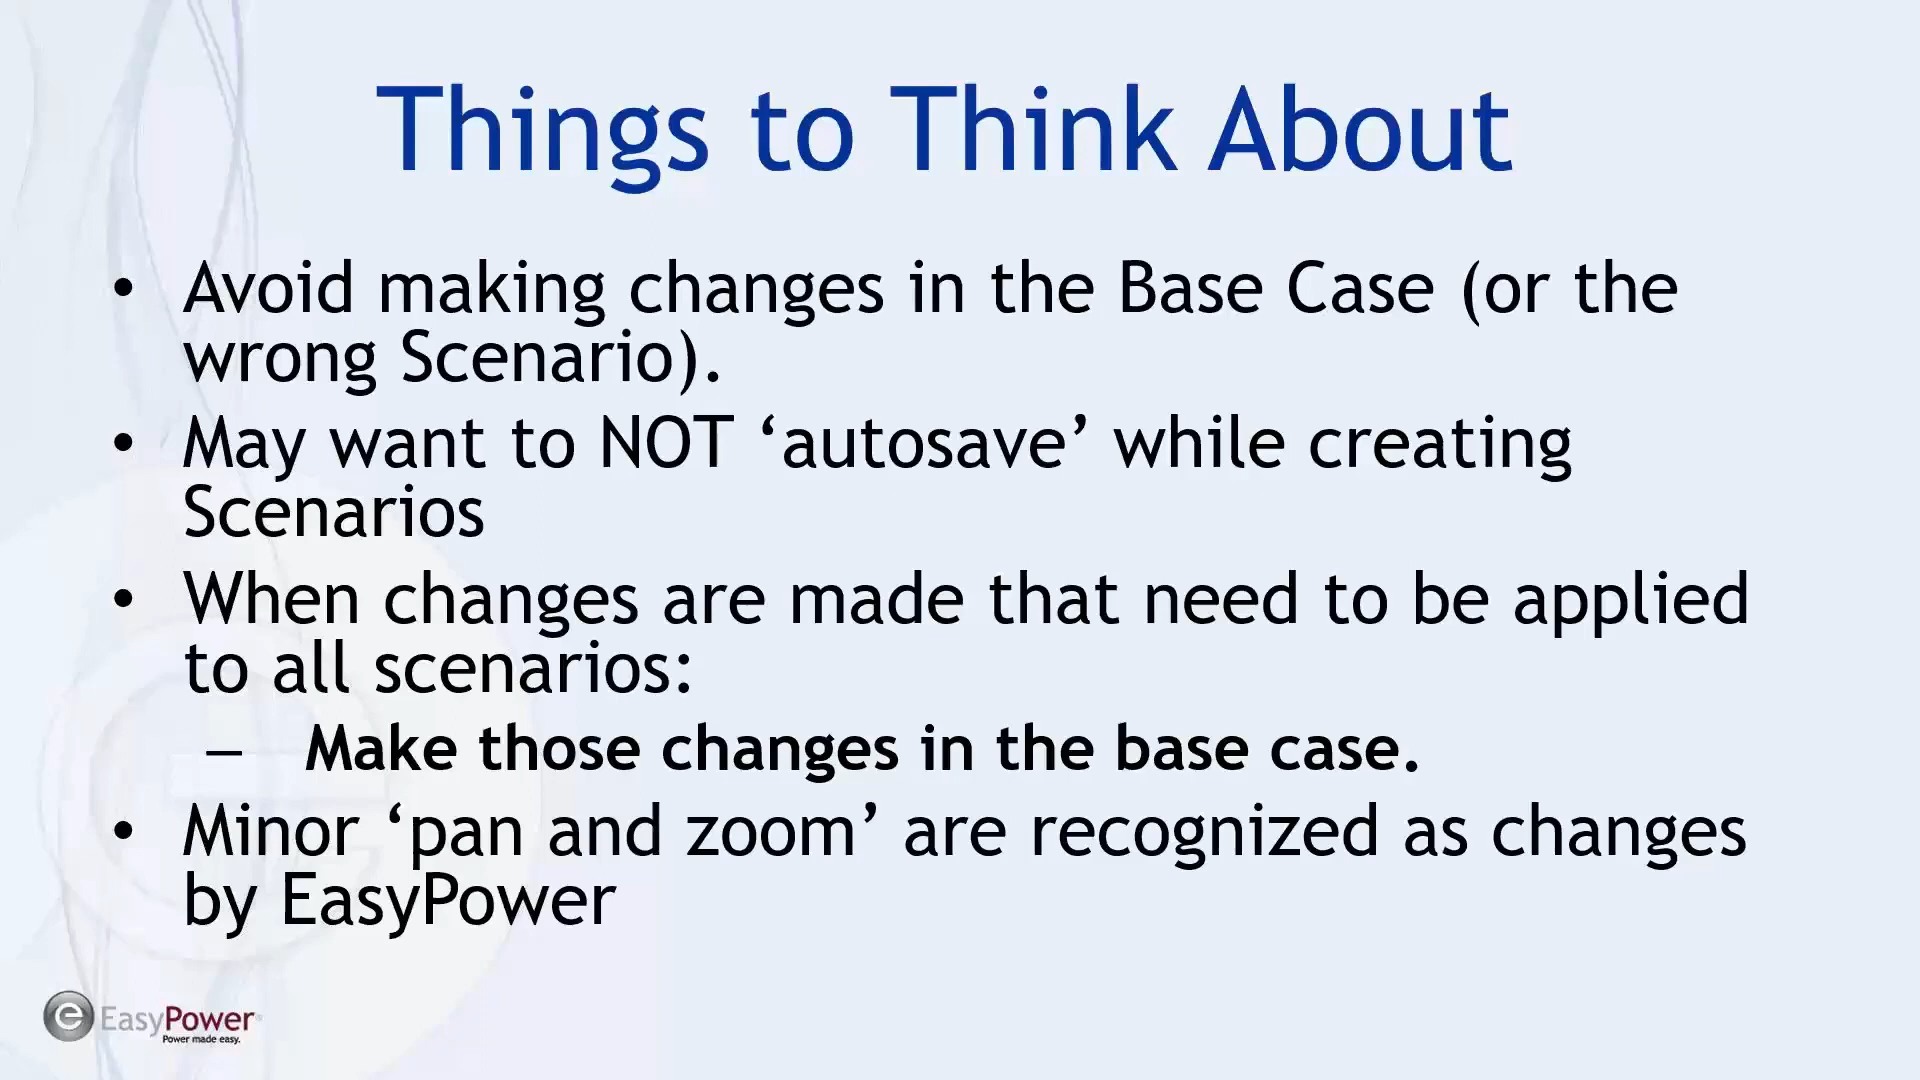 Things to Think About
• Avoid making changes in the Base Case (or the
wrong Scenario).
• May want to NOT ‘autosave’ while creating
Scenarios
• When changes are made that need to be applied
to all scenarios:
– Make those changes in the base case.
• Minor ‘pan and zoom’ are recognized as changes
by EasyPower
e EasyPower®
Power made easy.